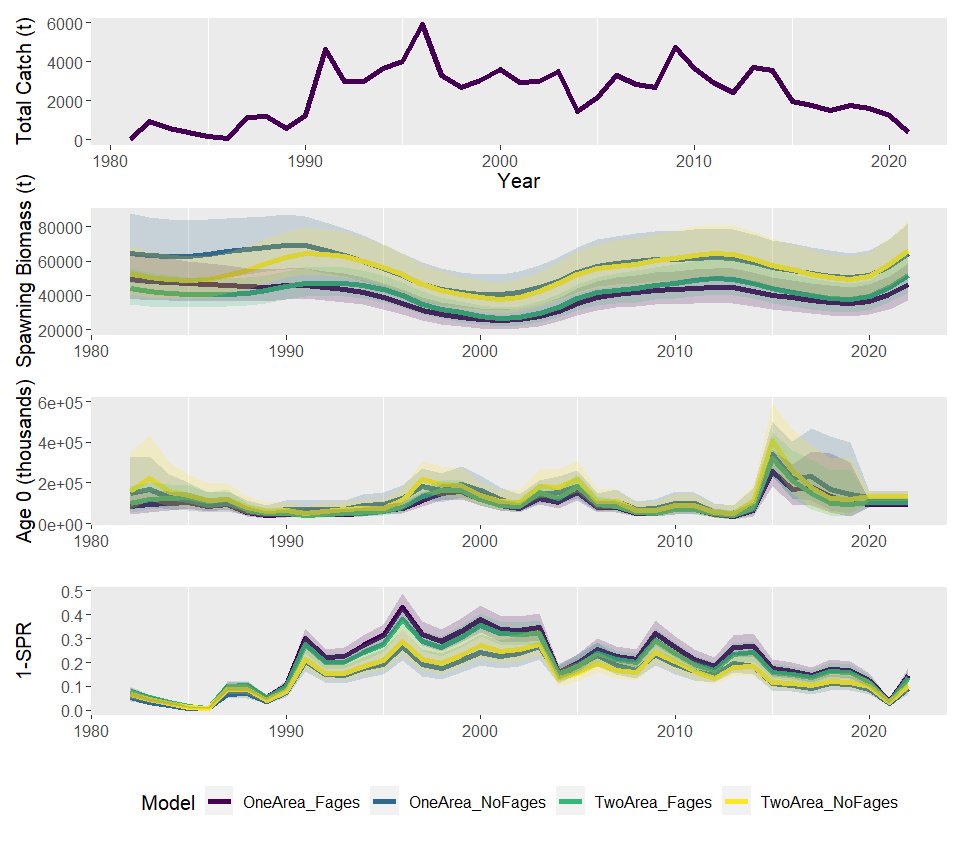 Total Catch (t)
6000
4000
2000
0
1980 1990 2000 2010 2020
Year
Spawning Biomass (t)
80000
60000
40000
20000
1980 1990 2000 2010 2020
Age 0 (thousands)
6e+05
4e+05
2e+05
0e+00
1980 1990 2000 2010 2020
1-SPR
0.5
0.4
0.3
0.2
0.1
0.0
1980 1990 2000 2010 2020
Model OneArea_Fages OneArea_NoFages TwoArea_Fages TwoArea_NoFages